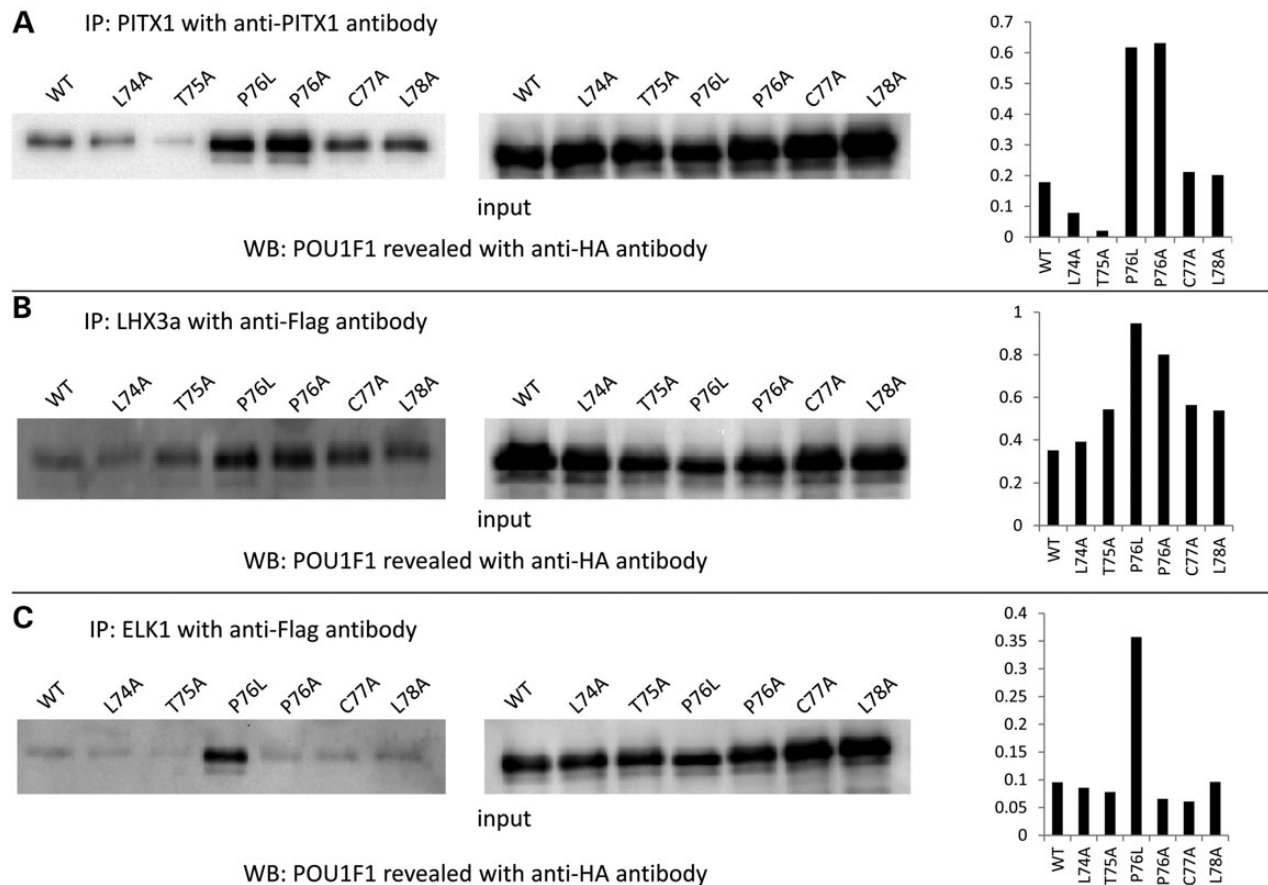 A
IP: PITX1 with anti-PITX1 antibody
WT L74A T75A P76L P76A C77A L78A
WT L74A T75A P76L P76A C77A L78A
input
WB: POU1F1 revealed with anti-HA antibody
0.7
0.6
0.5
0.4
0.3
0.2
0.1
0
WT L74A T75A P76L P76A C77A L78A
B
IP: LHX3a with anti-Flag antibody
WT L74A T75A P76L P76A C77A L78A
WT L74A T75A P76L P76A C77A L78A
input
WB: POU1F1 revealed with anti-HA antibody
1
0.8
0.6
0.4
0.2
0
WT L74A T75A P76L P76A C77A L78A
C
IP: ELK1 with anti-Flag antibody
WT L74A T75A P76L P76A C77A L78A
WT L74A T75A P76L P76A C77A L78A
input
WB: POU1F1 revealed with anti-HA antibody
0.4
0.35
0.3
0.25
0.2
0.15
0.1
0.05
0
WT L74A T75A P76L P76A C77A L78A